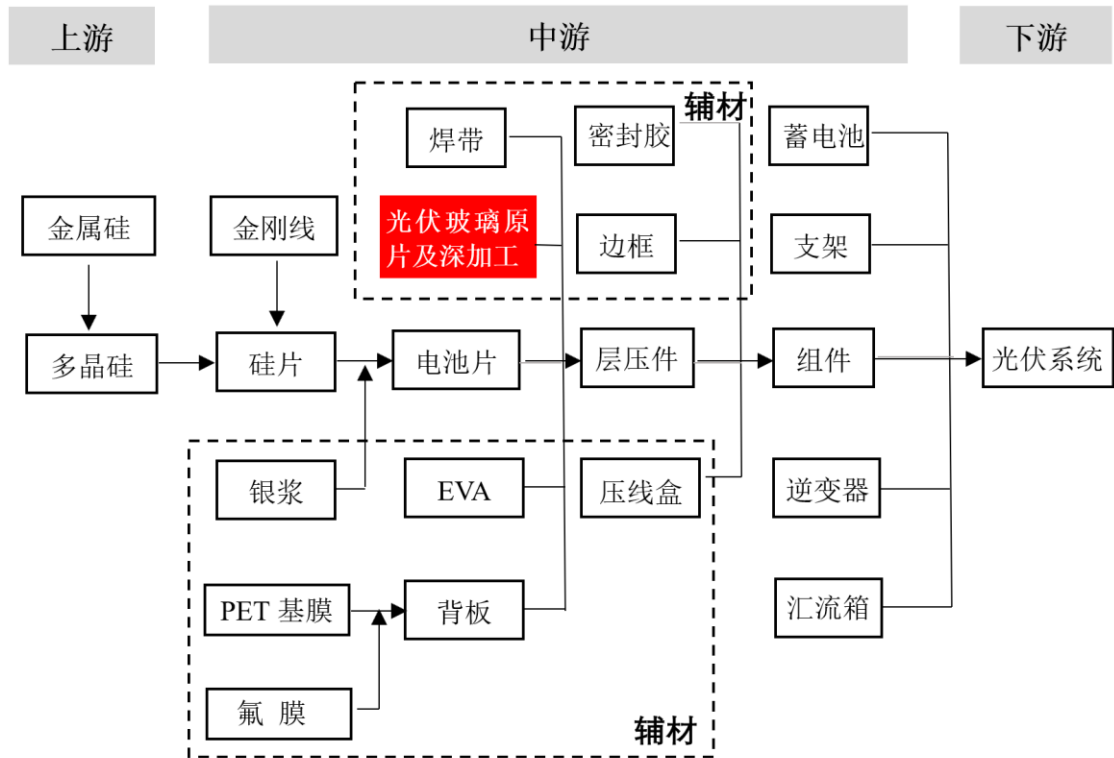 上游
中游
下游
辅材
焊带
密封胶
蓄电池
金属硅
金刚线
光伏玻璃原
片及深加工
边框
支架
多晶硅
硅片
电池片
层压件
组件
光伏系统
银浆
EVA
压线盒
逆变器
PET 基膜
背板
汇流箱
氟 膜
辅材